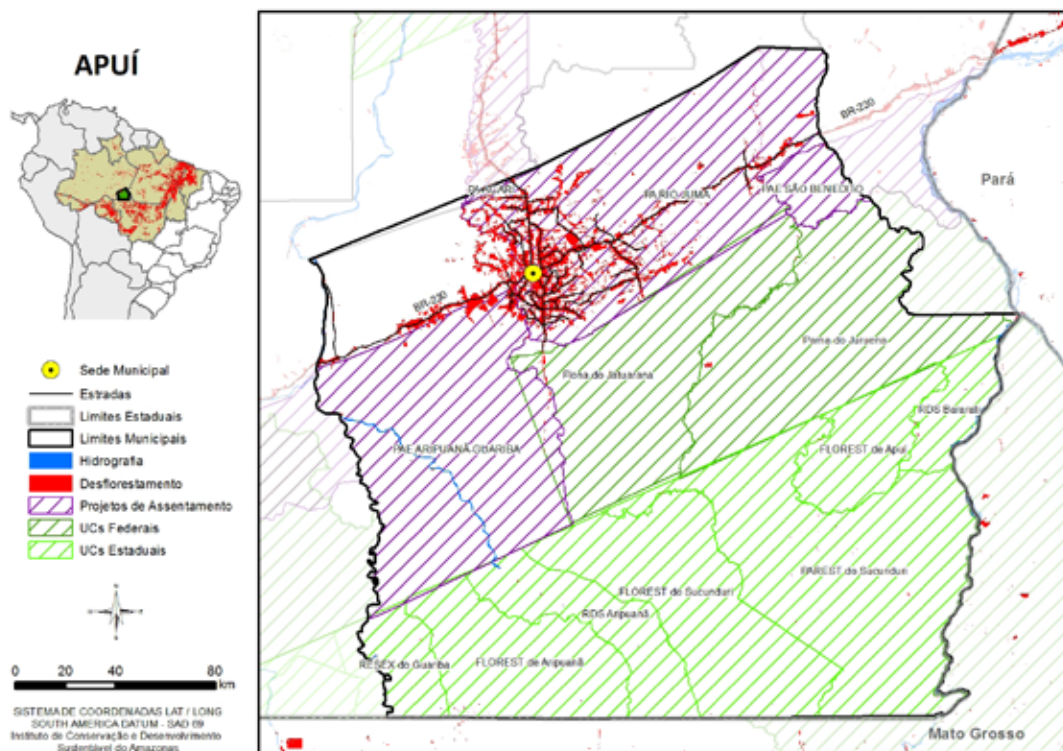 APUÍ
Sede Municipal
Estradas
Limites Estaduais
Limites Municipais
Hidrografia
Desflorestamento
Projetos de Assentamento
UCs Federais
UCs Estaduais
0 20 40 80
km
SISTEMA DE COORDENADAS LAT / LONG
SOUTH AMERICA DATUM - SAD 69
Instituto de Conservação e Desenvolvimento
Sustentável do Amazonas
BR-230
Pará
PA RIO JUMA
PAE SÃO BENEDITO
BR-230
Parna do Juruena
Flona do Jatuarana
RDS Bararati
PAE ARIPUANÃ-GUARIBA
FLOREST de Apuí
PAREST do Sucunduri
FLOREST do Sucunduri
RDS Aripuanã
RESEX do Guariba
FLOREST de Aripuanã
Mato Grosso